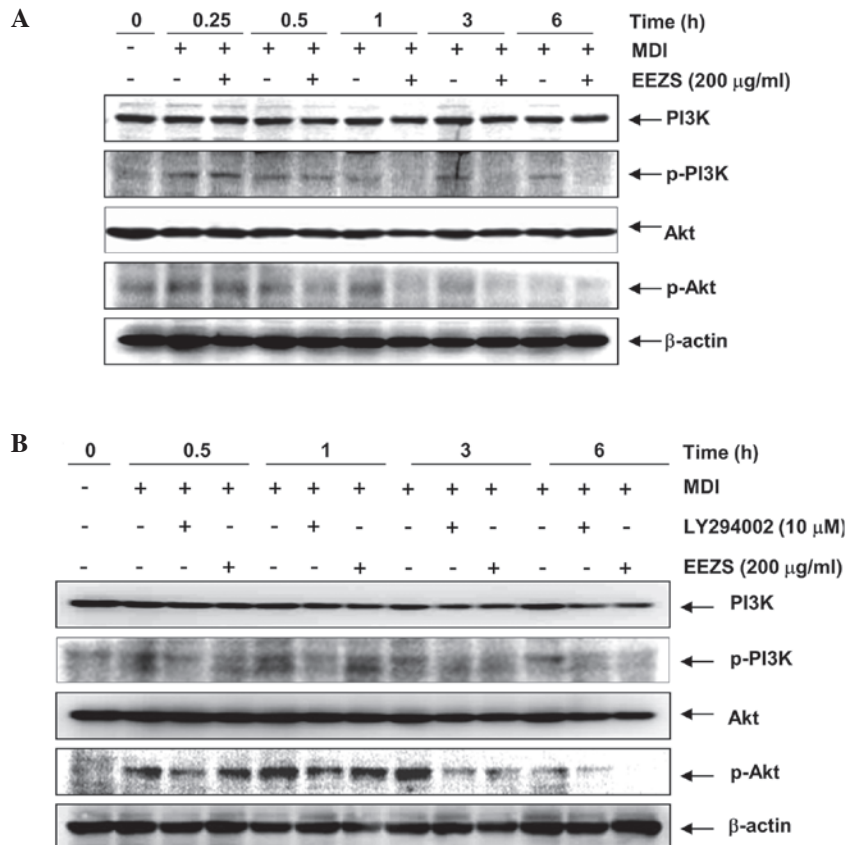 A
0 0.25 0.5 1 3 6 Time (h)
- + + + + + + + + + + MDI
- - + - + - + - + - + EEZS (200 μg/ml)
PI3K
p-PI3K
Akt
p-Akt
β-actin
B
0 0.5 1 3 6 Time (h)
- + + + + + + + + + + + + MDI
- - + - - + - - + - - + - LY294002 (10 μM)
- - - + - - + - - + - - + EEZS (200 μg/ml)
PI3K
p-PI3K
Akt
p-Akt
β-actin